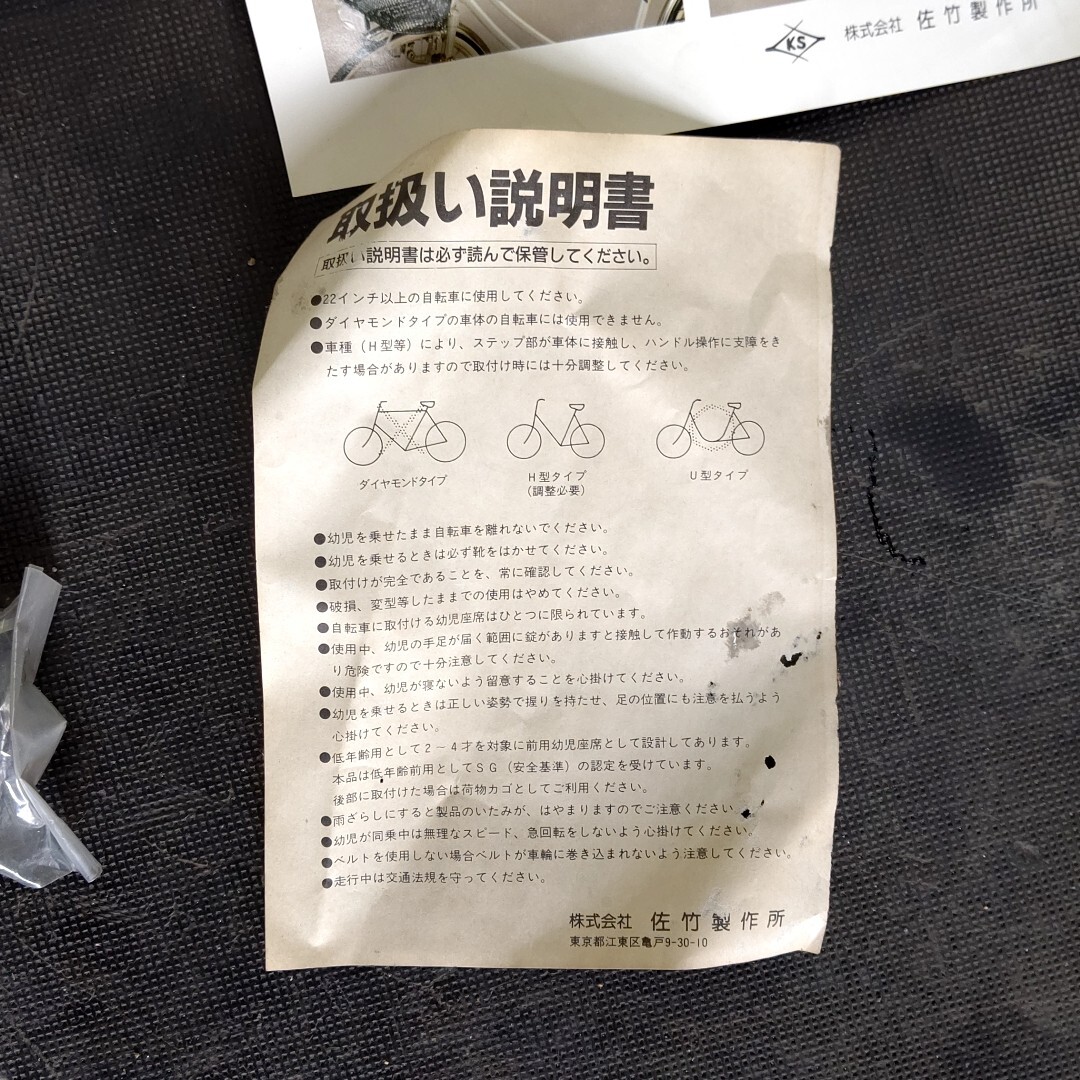 KS 株式会社 佐竹製作所
取扱い説明書
取扱い説明書は必ず読んで保管してください。
●22インチ以上の自転車に使用してください。
●ダイヤモンドタイプの車体の自転車には使用できません。
●車種（H型等）により、ステップ部が車体に接触し、ハンドル操作に支障をき
たす場合がありますので取付け時には十分調整してください。
ダイヤモンドタイプ
H型タイプ
（調整必要）
U型タイプ
●幼児を乗せたまま自転車を離れないでください。
●幼児を乗せるときは必ず靴をはかせてください。
●取付けが完全であることを、常に確認してください。
●破損、変型等したままでの使用はやめてください。
●自転車に取付ける幼児座席はひとつに限られています。
●使用中、幼児の手足が届く範囲に錠がありますと接触して作動するおそれがあ
り危険ですので十分注意してください。
●使用中、幼児が寝ないよう留意することを心掛けてください。
●幼児を乗せるときは正しい姿勢で握りを持たせ、足の位置にも注意を払うよう
心掛けてください。
●低年齢用として2～4才を対象に前用幼児座席として設計してあります。
本品は低年齢前用としてSG（安全基準）の認定を受けています。
後部に取付けた場合は荷物カゴとしてご利用ください。
●雨ざらしにすると製品のいたみが、はやまりますのでご注意ください。
●幼児が同乗中は無理なスピード、急回転をしないよう心掛けてください。
●ベルトを使用しない場合ベルトが車輪に巻き込まれないよう注意してください。
●走行中は交通法規を守ってください。
株式会社 佐竹製作所
東京都江東区亀戸9-30-10